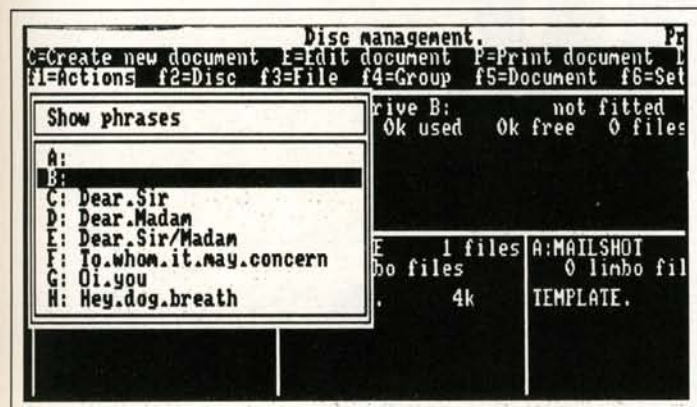 Disc management. Pr
C=Create new document E=Edit document P=Print document
f1=Actions f2=Disc f3=File f4=Group f5=Document f6=Set
Show phrases
A:
B:
C: Dear.Sir
D: Dear.Madam
E: Dear.Sir/Madam
F: To.whom.it.may.concern
G: Oi.you
H: Hey.dog.breath
rive B: not fitted
0k used 0k free 0 files
E 1 files
bo files
. 4k
A:MAILSHOT
0 limbo fil
TEMPLATE.